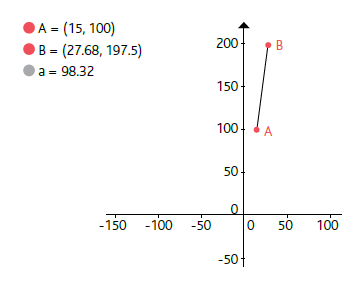 A = (15, 100)
B = (27.68, 197.5)
a = 98.32
200
B
150
100
A
50
0
-150 -100 -50 0 50 100
-50